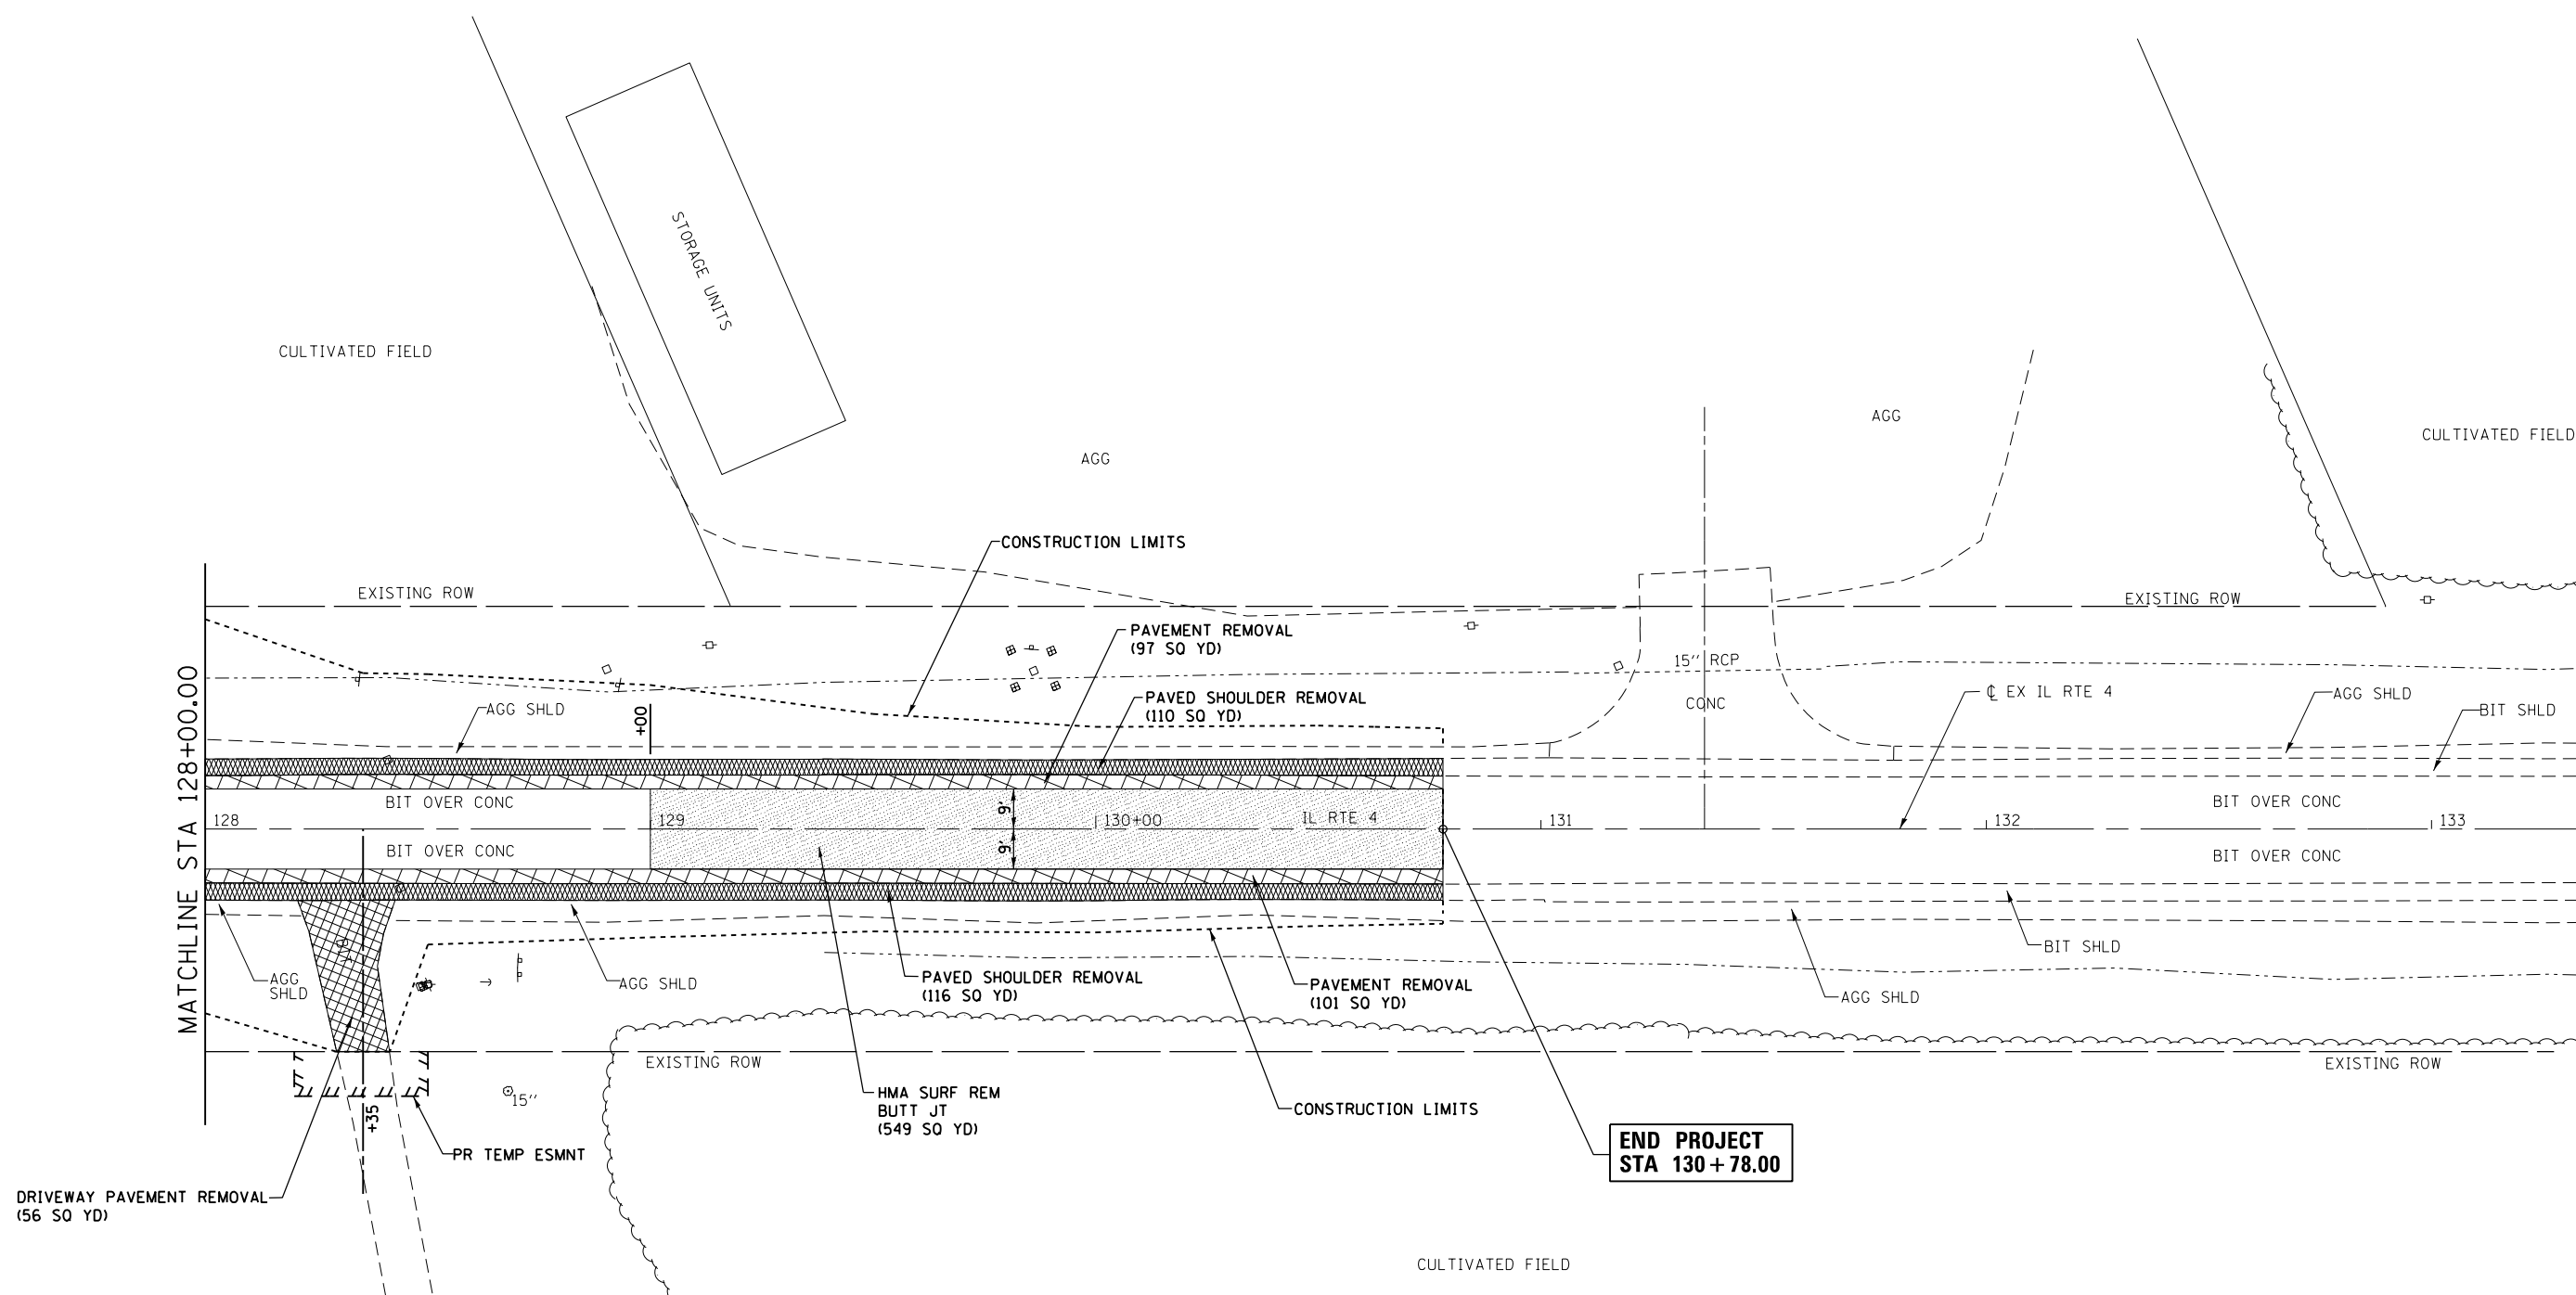 STORAGE UNITS
CULTIVATED FIELD
AGG
AGG
CULTIVATED FIELD
CONSTRUCTION LIMITS
EXISTING ROW
EXISTING ROW
PAVEMENT REMOVAL
(97 SQ YD)
15'' RCP
CONC
PAVED SHOULDER REMOVAL
(110 SQ YD)
℄ EX IL RTE 4
AGG SHLD
BIT SHLD
AGG SHLD
+00
MATCHLINE STA 128+00.00
BIT OVER CONC
BIT OVER CONC
9'
128
129
130+00
IL RTE 4
131
132
133
9'
BIT OVER CONC
BIT OVER CONC
BIT SHLD
AGG
SHLD
AGG SHLD
PAVED SHOULDER REMOVAL
(116 SQ YD)
PAVEMENT REMOVAL
(101 SQ YD)
AGG SHLD
EXISTING ROW
EXISTING ROW
15''
+35
HMA SURF REM
BUTT JT
(549 SQ YD)
CONSTRUCTION LIMITS
PR TEMP ESMNT
END PROJECT
STA 130+78.00
DRIVEWAY PAVEMENT REMOVAL
(56 SQ YD)
CULTIVATED FIELD